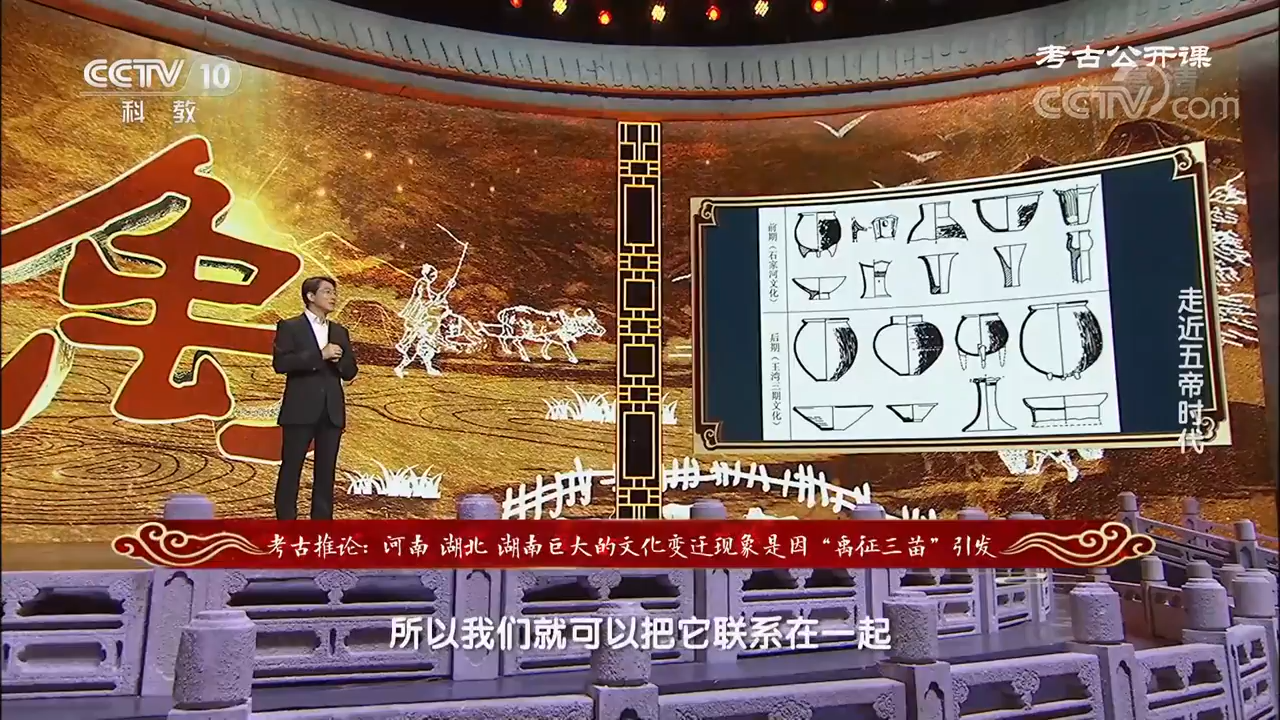 CCTV 10
科教
考古公开课
CCTV.com
禹
前期（石家河文化）
后期（王湾三期文化）
走近五帝时代
考古推论：河南 湖北 湖南巨大的文化变迁现象是因“禹征三苗”引发
所以我们就可以把它联系在一起